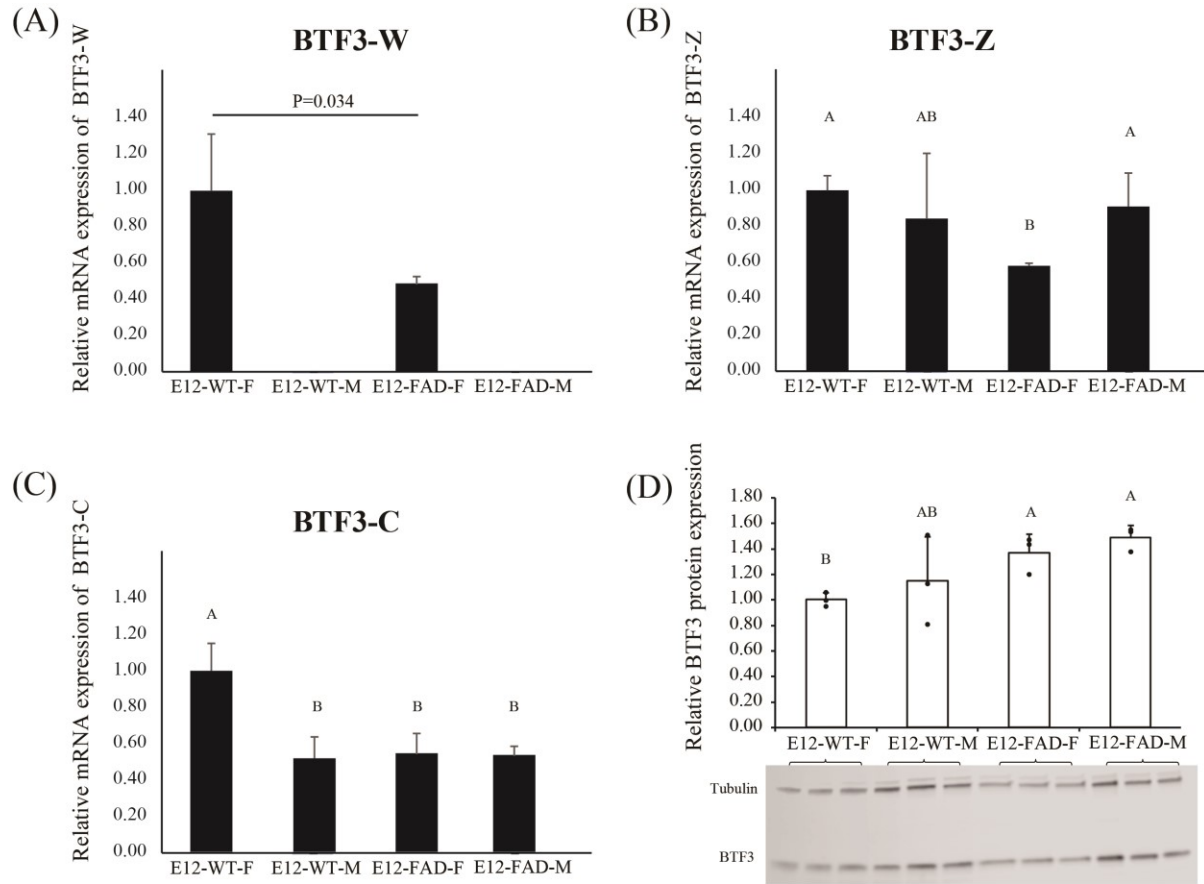 (A)
BTF3-W
Relative mRNA expression of BTF3-W
1.40
1.20
1.00
0.80
0.60
0.40
0.20
0.00
P=0.034
E12-WT-F E12-WT-M E12-FAD-F E12-FAD-M
(B)
BTF3-Z
Relative mRNA expression of BTF3-Z
1.40
1.20
1.00
0.80
0.60
0.40
0.20
0.00
A AB B A
E12-WT-F E12-WT-M E12-FAD-F E12-FAD-M
(C)
BTF3-C
Relative mRNA expression of BTF3-C
1.40
1.20
1.00
0.80
0.60
0.40
0.20
0.00
A B B B
E12-WT-F E12-WT-M E12-FAD-F E12-FAD-M
(D)
Relative BTF3 protein expression
1.80
1.60
1.40
1.20
1.00
0.80
0.60
0.40
0.20
0.00
B AB A A
E12-WT-F E12-WT-M E12-FAD-F E12-FAD-M
Tubulin
BTF3